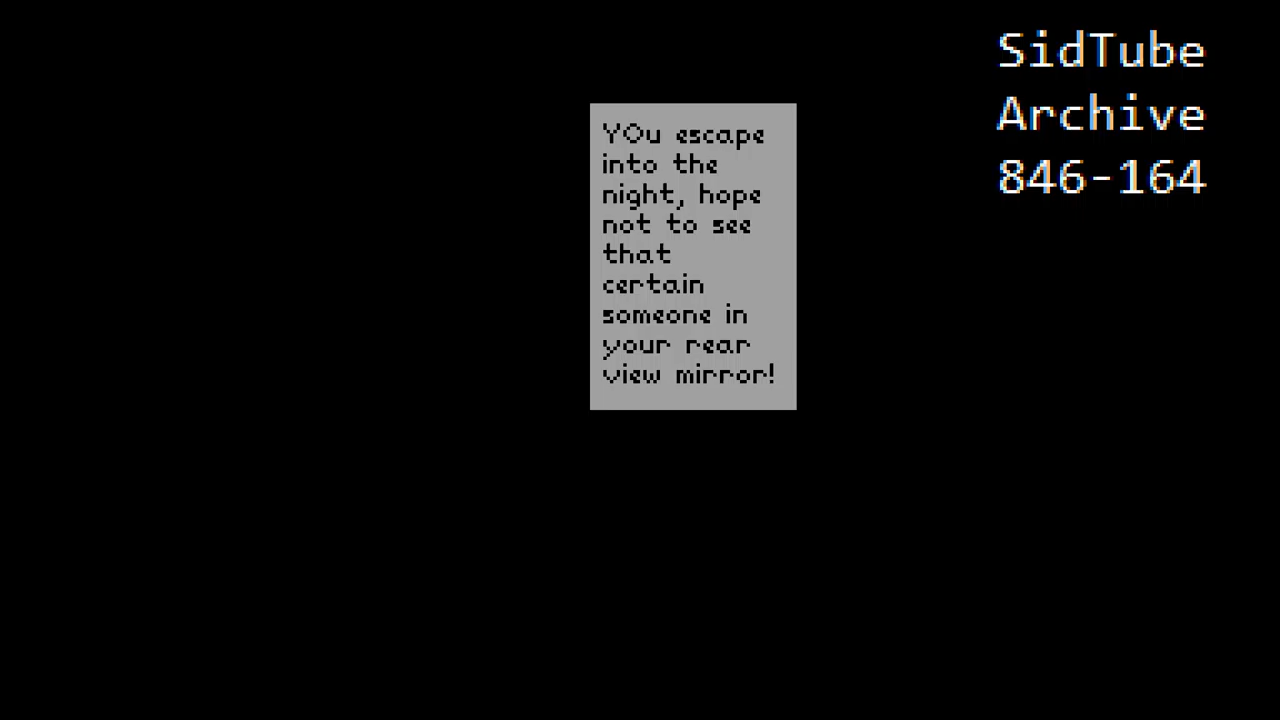 YOu escape
into the
night, hope
not to see
that
certain
someone in
your rear
view mirror!
SidTube
Archive
846-164